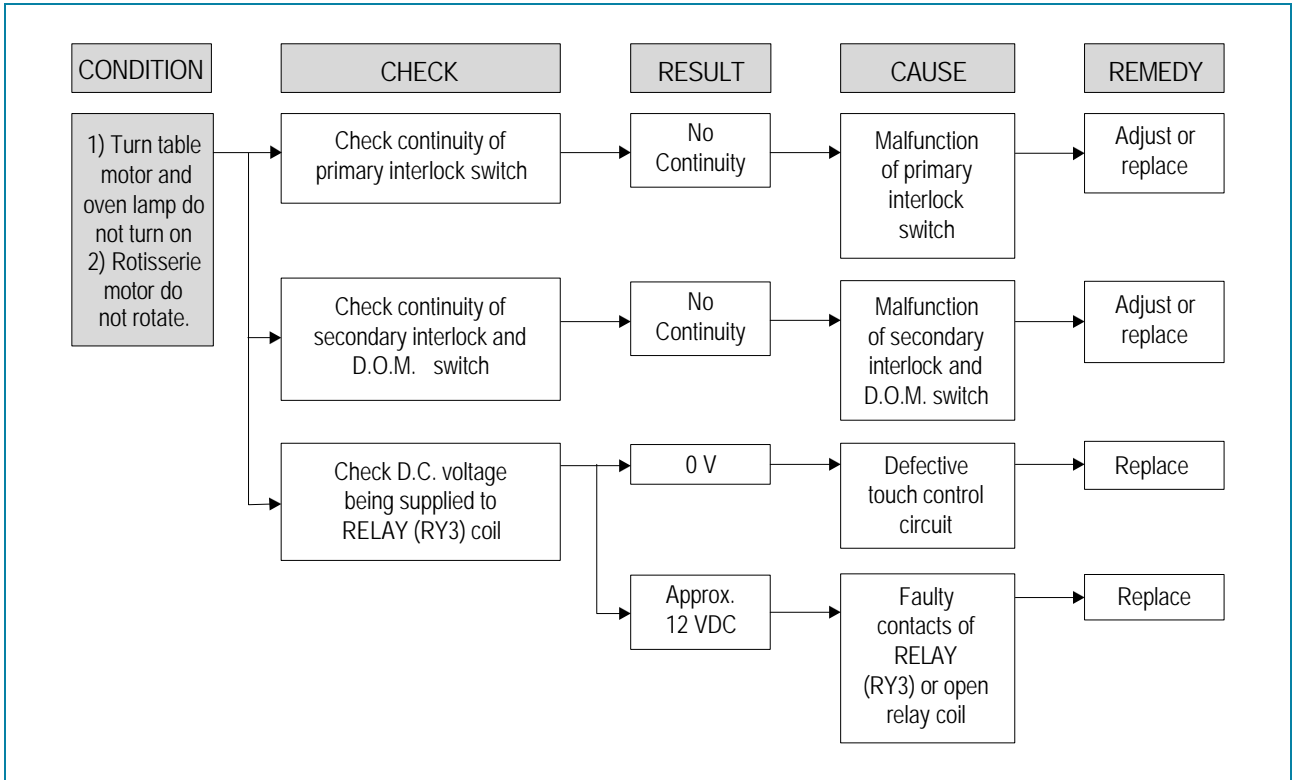 CONDITION
CHECK
RESULT
CAUSE
REMEDY
1) Turn table
motor and
oven lamp do
not turn on
2) Rotisserie
motor do
not rotate.
Check continuity of
primary interlock switch
No
Continuity
Malfunction
of primary
interlock
switch
Adjust or
replace
Check continuity of
secondary interlock and
D.O.M. switch
No
Continuity
Malfunction
of secondary
interlock and
D.O.M. switch
Adjust or
replace
Check D.C. voltage
being supplied to
RELAY (RY3) coil
0 V
Defective
touch control
circuit
Replace
Approx.
12 VDC
Faulty
contacts of
RELAY
(RY3) or open
relay coil
Replace